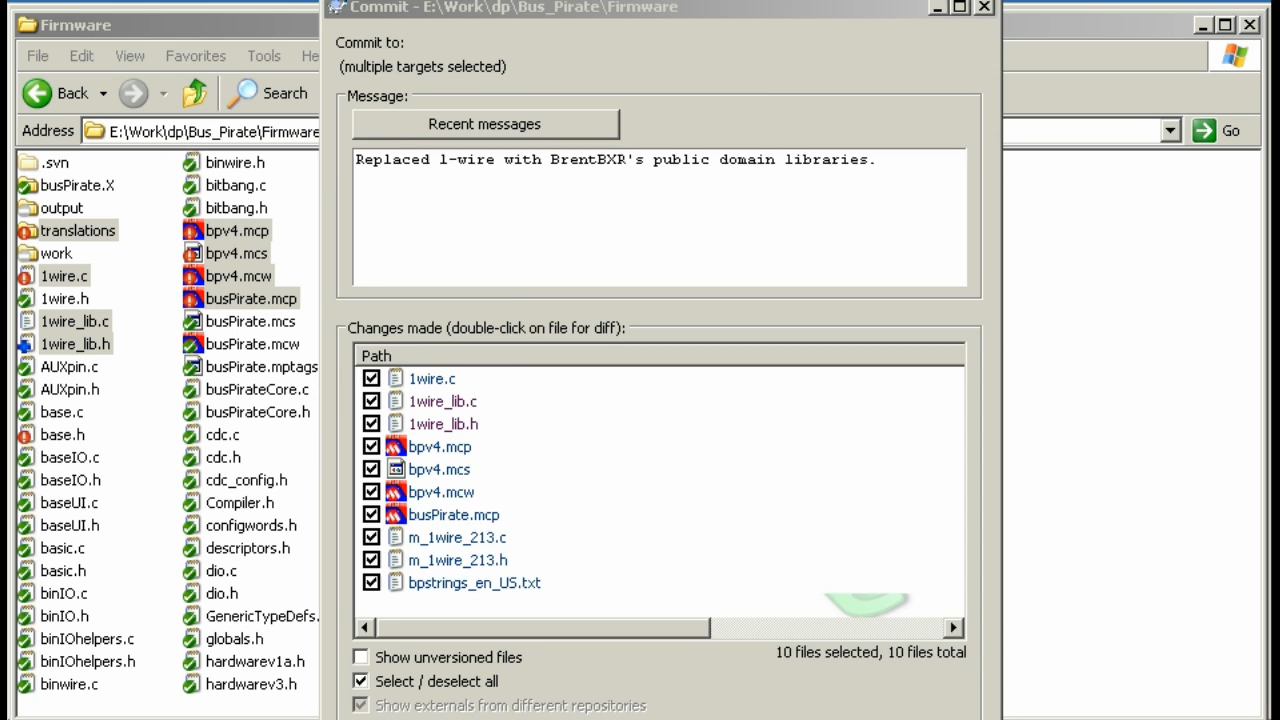 Firmware
Commit - E:\Work\dp\Bus_Pirate\Firmware
File Edit View Favorites Tools He
Back
Search
Address E:\Work\dp\Bus_Pirate\Firmware
Go
.svn
busPirate.X
output
translations
work
1wire.c
1wire.h
1wire_lib.c
1wire_lib.h
AUXpin.c
AUXpin.h
base.c
base.h
baseIO.c
baseIO.h
baseUI.c
baseUI.h
basic.c
basic.h
binIO.c
binIO.h
binIOhelpers.c
binIOhelpers.h
binwire.c
binwire.h
bitbang.c
bitbang.h
bpv4.mcp
bpv4.mcs
bpv4.mcw
busPirate.mcp
busPirate.mcs
busPirate.mcw
busPirate.mptags
busPirateCore.c
busPirateCore.h
cdc.c
cdc.h
cdc_config.h
Compiler.h
configwords.h
descriptors.h
dio.c
dio.h
GenericTypeDefs.
globals.h
hardwarev1a.h
hardwarev3.h
Commit to:
(multiple targets selected)
Message:
Recent messages
Replaced 1-wire with BrentBXR's public domain libraries.
Changes made (double-click on file for diff):
Path
1wire.c
1wire_lib.c
1wire_lib.h
bpv4.mcp
bpv4.mcs
bpv4.mcw
busPirate.mcp
m_1wire_213.c
m_1wire_213.h
bpstrings_en_US.txt
Show unversioned files
10 files selected, 10 files total
Select / deselect all
Show externals from different repositories